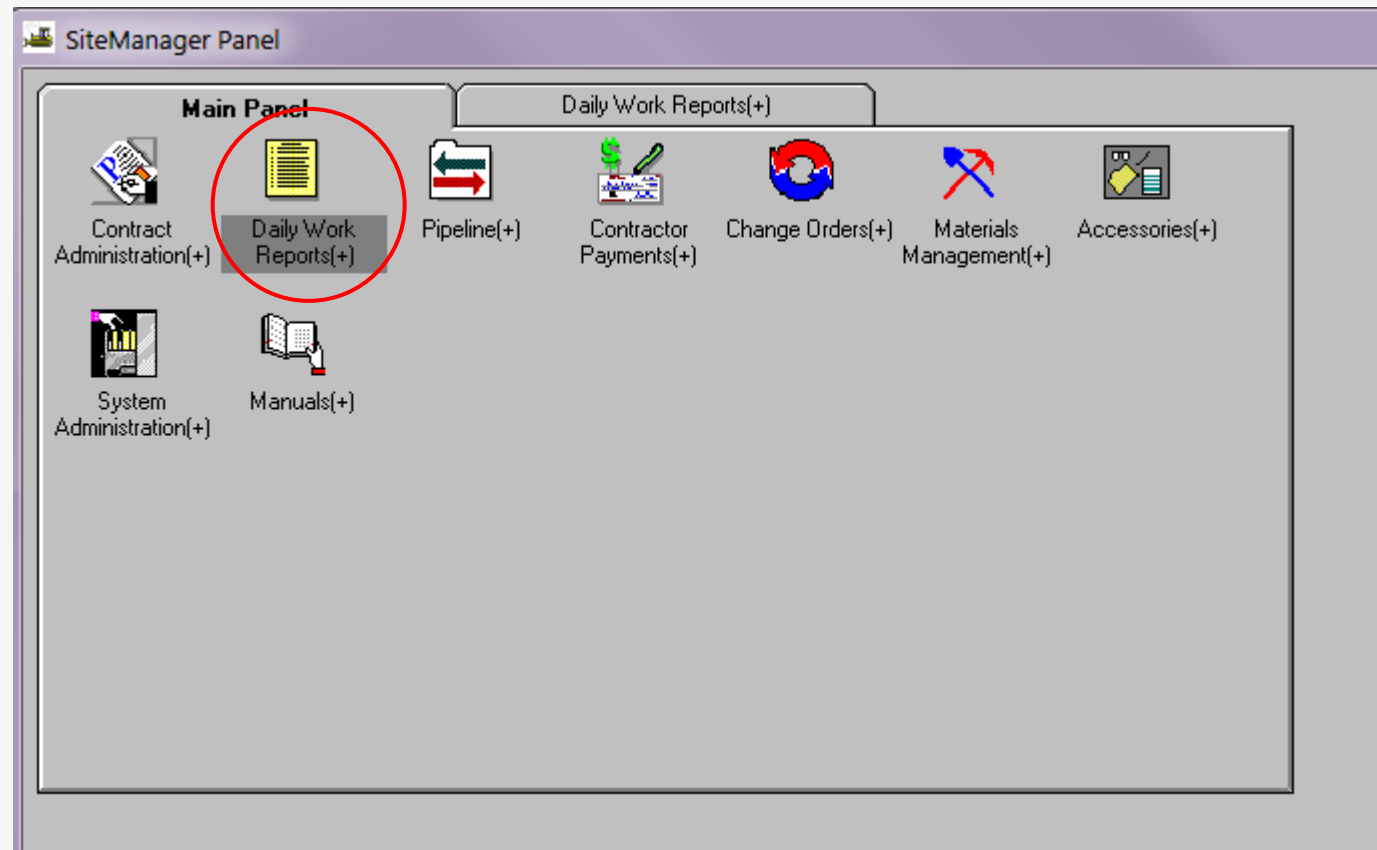 SiteManager Panel
Main Panel
Daily Work Reports(+)
Contract
Administration(+)
Daily Work
Reports(+)
Pipeline(+)
Contractor
Payments(+)
Change Orders(+)
Materials
Management(+)
Accessories(+)
System
Administration(+)
Manuals(+)